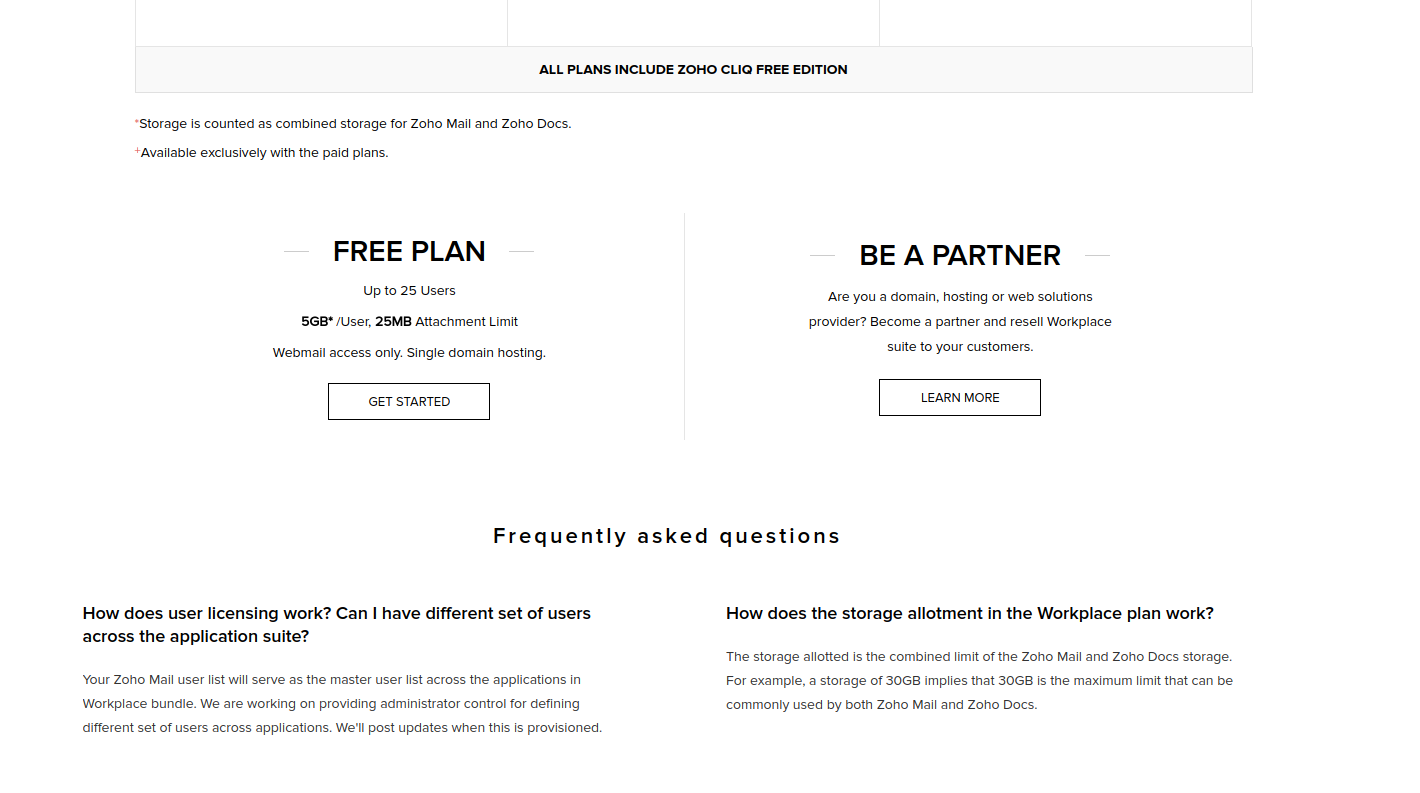 ALL PLANS INCLUDE ZOHO CLIQ FREE EDITION
*Storage is counted as combined storage for Zoho Mail and Zoho Docs.
+Available exclusively with the paid plans.
FREE PLAN
Up to 25 Users
5GB* /User, 25MB Attachment Limit
Webmail access only. Single domain hosting.
GET STARTED
BE A PARTNER
Are you a domain, hosting or web solutions
provider? Become a partner and resell Workplace
suite to your customers.
LEARN MORE
Frequently asked questions
How does user licensing work? Can I have different set of users
across the application suite?
Your Zoho Mail user list will serve as the master user list across the applications in
Workplace bundle. We are working on providing administrator control for defining
different set of users across applications. We'll post updates when this is provisioned.
How does the storage allotment in the Workplace plan work?
The storage allotted is the combined limit of the Zoho Mail and Zoho Docs storage.
For example, a storage of 30GB implies that 30GB is the maximum limit that can be
commonly used by both Zoho Mail and Zoho Docs.